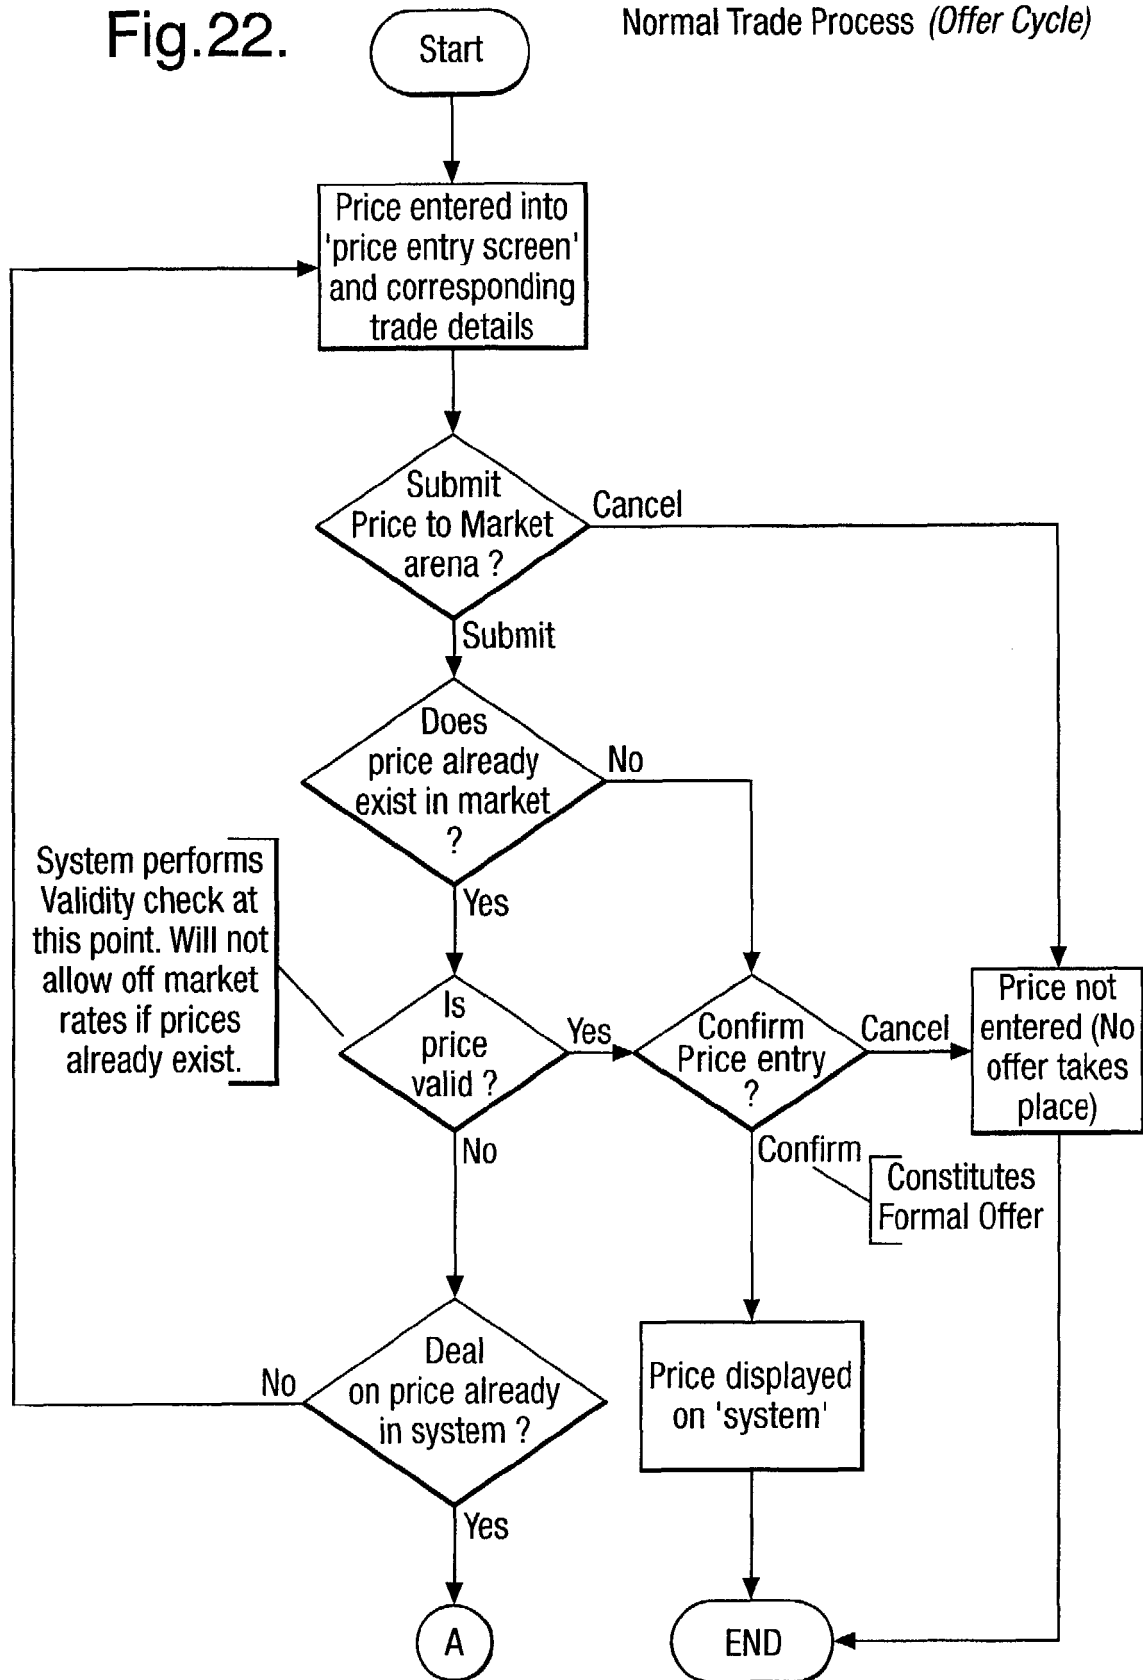 Fig.22.
Normal Trade Process (Offer Cycle)
Start
Price entered into
'price entry screen'
and corresponding
trade details
Submit
Price to Market
arena ?
Cancel
Submit
Does
price already
exist in market
?
No
Yes
System performs
Validity check at
this point. Will not
allow off market
rates if prices
already exist.
Is
price
valid ?
Yes
No
Confirm
Price entry
?
Cancel
Confirm
Constitutes
Formal Offer
Price not
entered (No
offer takes
place)
Deal
on price already
in system ?
No
Yes
Price displayed
on 'system'
A
END